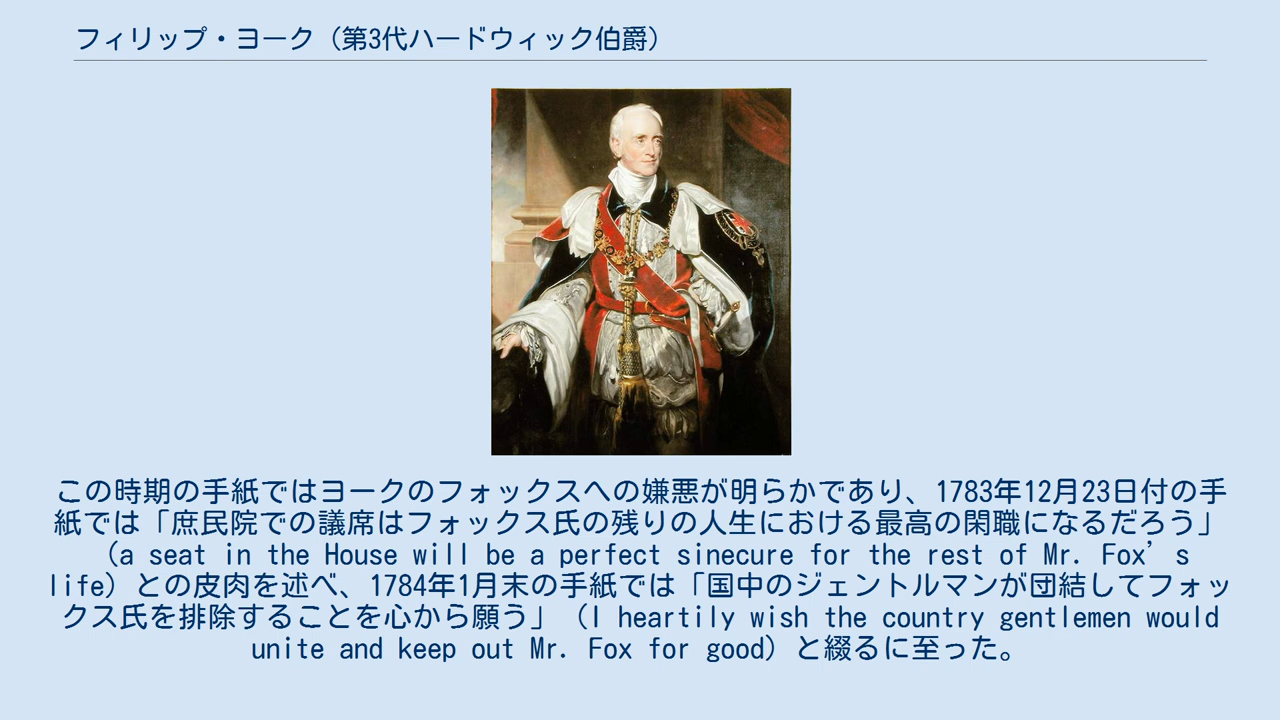 フィリップ・ヨーク（第3代ハードウィック伯爵）
この時期の手紙ではヨークのフォックスへの嫌悪が明らかであり、1783年12月23日付の手
紙では「庶民院での議席はフォックス氏の残りの人生における最高の閑職になるだろう」
（a seat in the House will be a perfect sinecure for the rest of Mr. Fox’s
life）との皮肉を述べ、1784年1月末の手紙では「国中のジェントルマンが団結してフォッ
クス氏を排除することを心から願う」（I heartily wish the country gentlemen would
unite and keep out Mr. Fox for good）と綴るに至った。